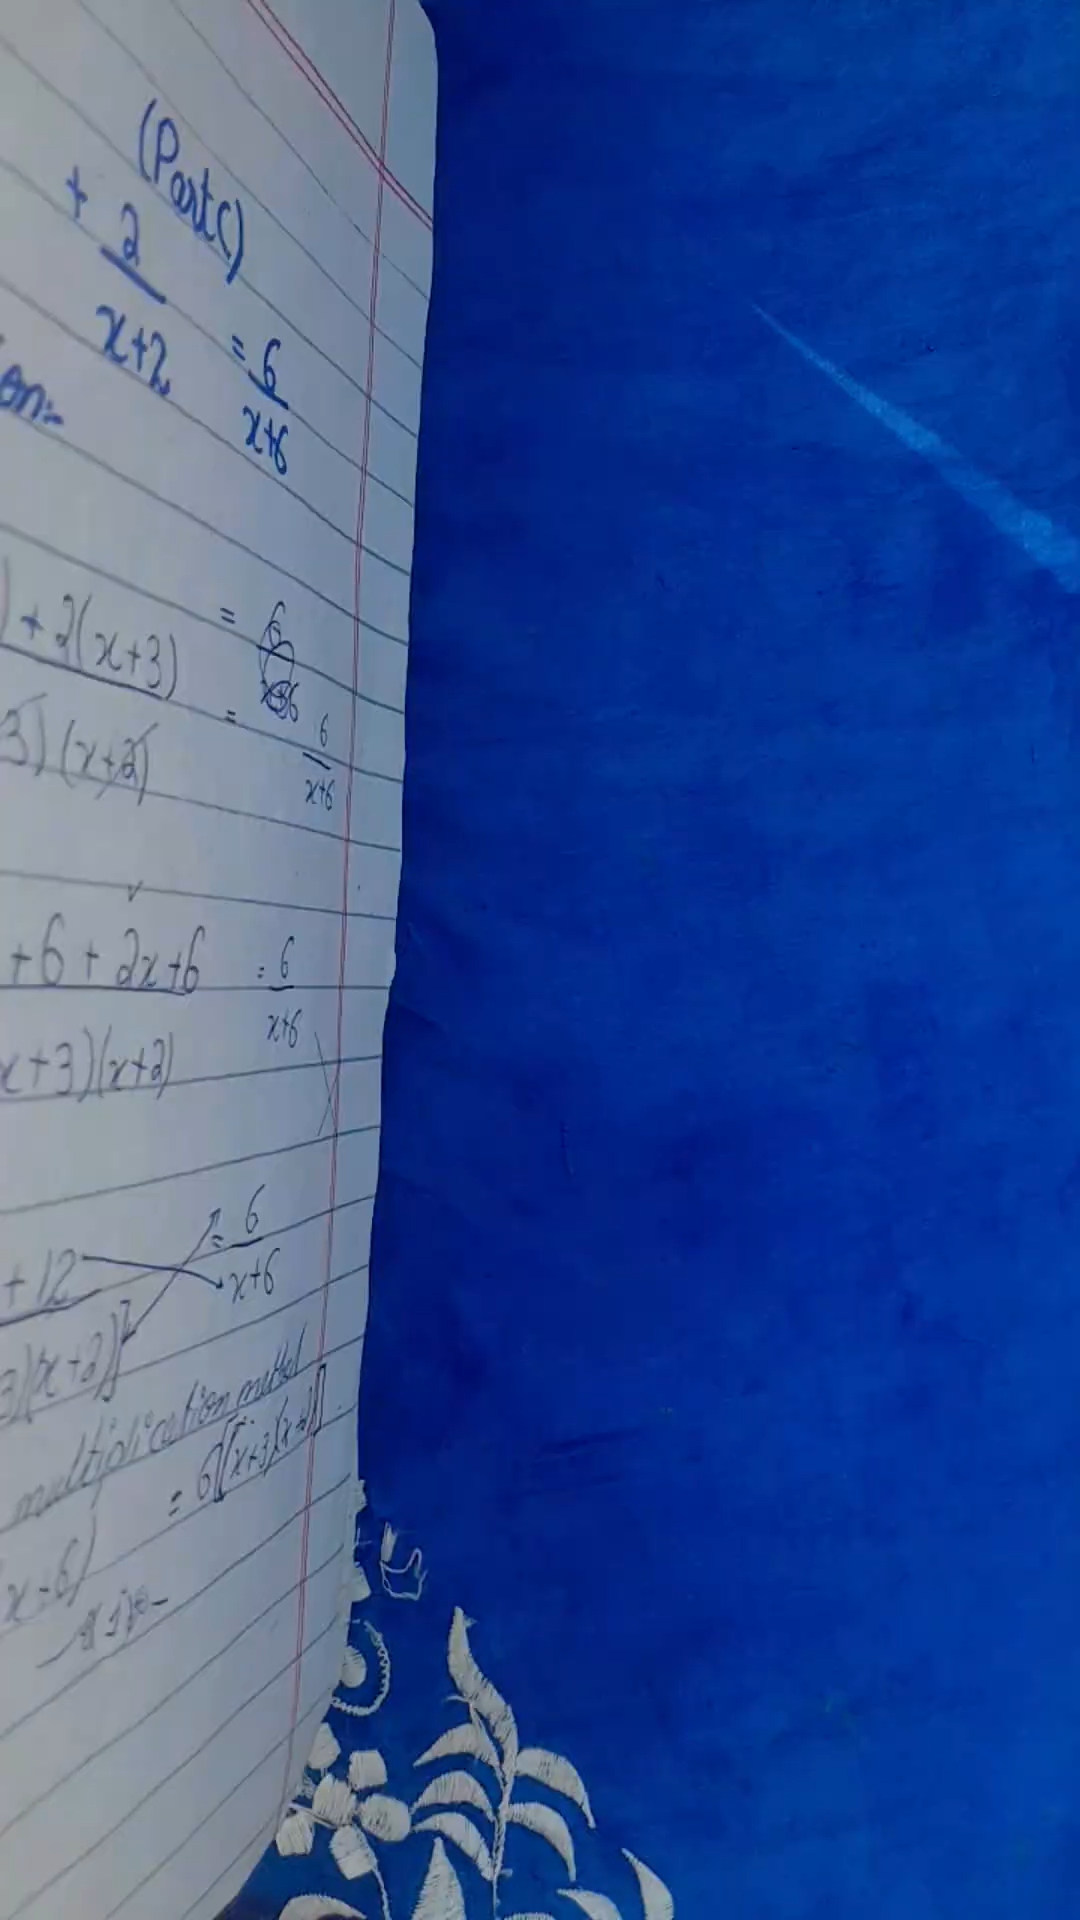 (Part C)
+ 2/x+2 = 6/x+6
on:-
) + 2(x+3) = 6
3) (x+2) = 6/x+6
+6 + 2x+6 = 6/x+6
x+3)(x+2)
+12 = 6/x+6
3)(x+2)]
multiplication method
x+6) = 6[(x+3)(x+2)]